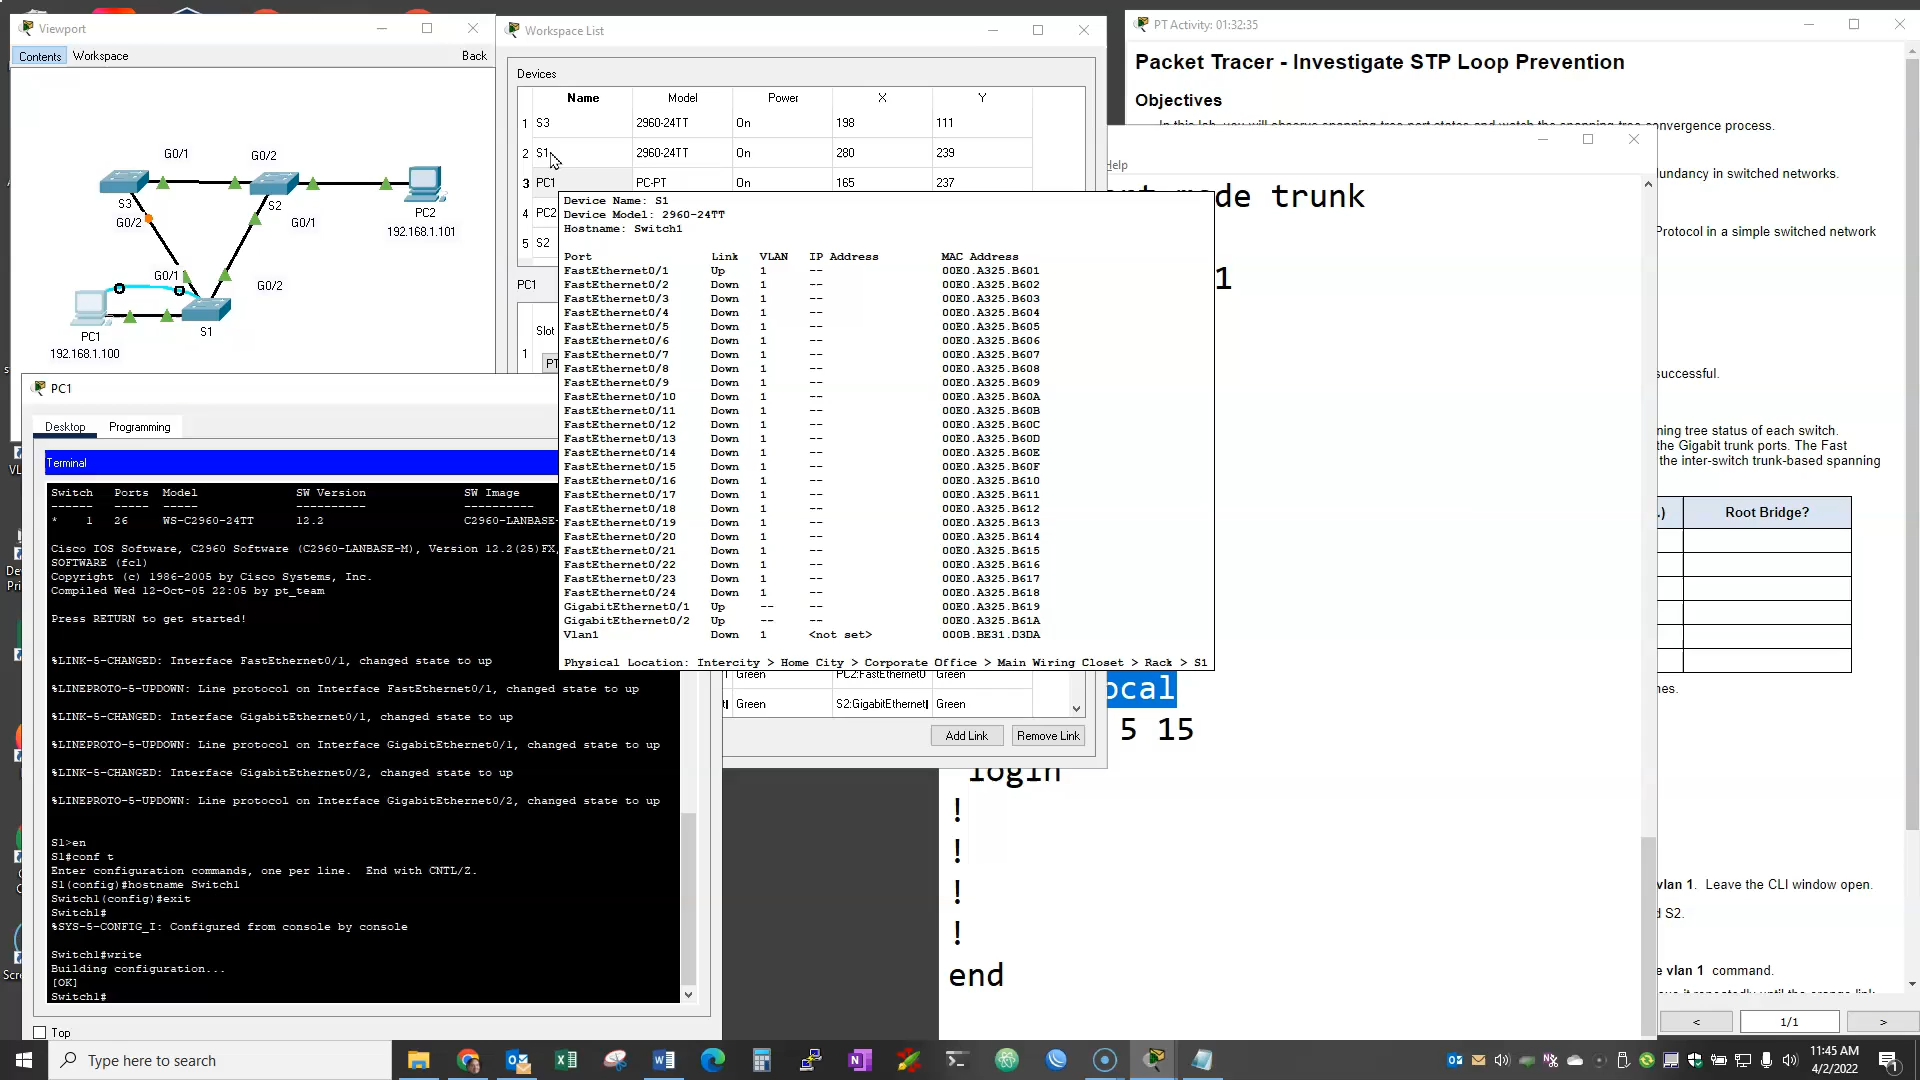 Viewport
Contents Workspace Back
G0/1 G0/2
S3 S2 PC2
G0/2 G0/1
192.168.1.101
G0/1
G0/2
S1
PC1
192.168.1.100
Workspace List
Devices
Name Model Power X Y
1 S3 2960-24TT On 198 111
2 S1 2960-24TT On 280 239
3 PC1 PC-PT On 165 237
4 PC2
5 S2
PC1
Slot
1
PT
Device Name: S1
Device Model: 2960-24TT
Hostname: Switch1
Port Link VLAN IP Address MAC Address
FastEthernet0/1 Up 1 -- 00E0.A325.B601
FastEthernet0/2 Down 1 -- 00E0.A325.B602
FastEthernet0/3 Down 1 -- 00E0.A325.B603
FastEthernet0/4 Down 1 -- 00E0.A325.B604
FastEthernet0/5 Down 1 -- 00E0.A325.B605
FastEthernet0/6 Down 1 -- 00E0.A325.B606
FastEthernet0/7 Down 1 -- 00E0.A325.B607
FastEthernet0/8 Down 1 -- 00E0.A325.B608
FastEthernet0/9 Down 1 -- 00E0.A325.B609
FastEthernet0/10 Down 1 -- 00E0.A325.B60A
FastEthernet0/11 Down 1 -- 00E0.A325.B60B
FastEthernet0/12 Down 1 -- 00E0.A325.B60C
FastEthernet0/13 Down 1 -- 00E0.A325.B60D
FastEthernet0/14 Down 1 -- 00E0.A325.B60E
FastEthernet0/15 Down 1 -- 00E0.A325.B60F
FastEthernet0/16 Down 1 -- 00E0.A325.B610
FastEthernet0/17 Down 1 -- 00E0.A325.B611
FastEthernet0/18 Down 1 -- 00E0.A325.B612
FastEthernet0/19 Down 1 -- 00E0.A325.B613
FastEthernet0/20 Down 1 -- 00E0.A325.B614
FastEthernet0/21 Down 1 -- 00E0.A325.B615
FastEthernet0/22 Down 1 -- 00E0.A325.B616
FastEthernet0/23 Down 1 -- 00E0.A325.B617
FastEthernet0/24 Down 1 -- 00E0.A325.B618
GigabitEthernet0/1 Up -- -- 00E0.A325.B619
GigabitEthernet0/2 Up -- -- 00E0.A325.B61A
Vlan1 Down 1 <not set> 000B.BE31.D3DA
Physical Location: Intercity > Home City > Corporate Office > Main Wiring Closet > Rack > S1
Green PC2:FastEthernet0 Green
Green S2:GigabitEthernet Green
Add Link Remove Link
PC1
Desktop Programming
Terminal
Switch Ports Model SW Version SW Image
------ ----- ----- ---------- ----------
* 1 26 WS-C2960-24TT 12.2 C2960-LANBASE-
Cisco IOS Software, C2960 Software (C2960-LANBASE-M), Version 12.2(25)FX,
SOFTWARE (fc1)
Copyright (c) 1986-2005 by Cisco Systems, Inc.
Compiled Wed 12-Oct-05 22:05 by pt_team
Press RETURN to get started!
%LINK-5-CHANGED: Interface FastEthernet0/1, changed state to up
%LINEPROTO-5-UPDOWN: Line protocol on Interface FastEthernet0/1, changed state to up
%LINK-5-CHANGED: Interface GigabitEthernet0/1, changed state to up
%LINEPROTO-5-UPDOWN: Line protocol on Interface GigabitEthernet0/1, changed state to up
%LINK-5-CHANGED: Interface GigabitEthernet0/2, changed state to up
%LINEPROTO-5-UPDOWN: Line protocol on Interface GigabitEthernet0/2, changed state to up
S1>en
S1#conf t
Enter configuration commands, one per line. End with CNTL/Z.
S1(config)#hostname Switch1
Switch1(config)#exit
Switch1#
%SYS-5-CONFIG_I: Configured from console by console
Switch1#write
Building configuration...
[OK]
Switch1#
Top
Help
de trunk
1
ocal
5 15
login
!
!
!
!
end
PT Activity: 01:32:35
Packet Tracer - Investigate STP Loop Prevention
Objectives
In this lab, you will observe spanning-tree port states and watch the spanning-tree convergence process.
undancy in switched networks.
Protocol in a simple switched network
successful.
ning tree status of each switch.
the Gigabit trunk ports. The Fast
the inter-switch trunk-based spanning
.) Root Bridge?
nes.
vlan 1. Leave the CLI window open.
d S2.
e vlan 1 command.
< 1/1 >
Type here to search
11:45 AM
4/2/2022
1